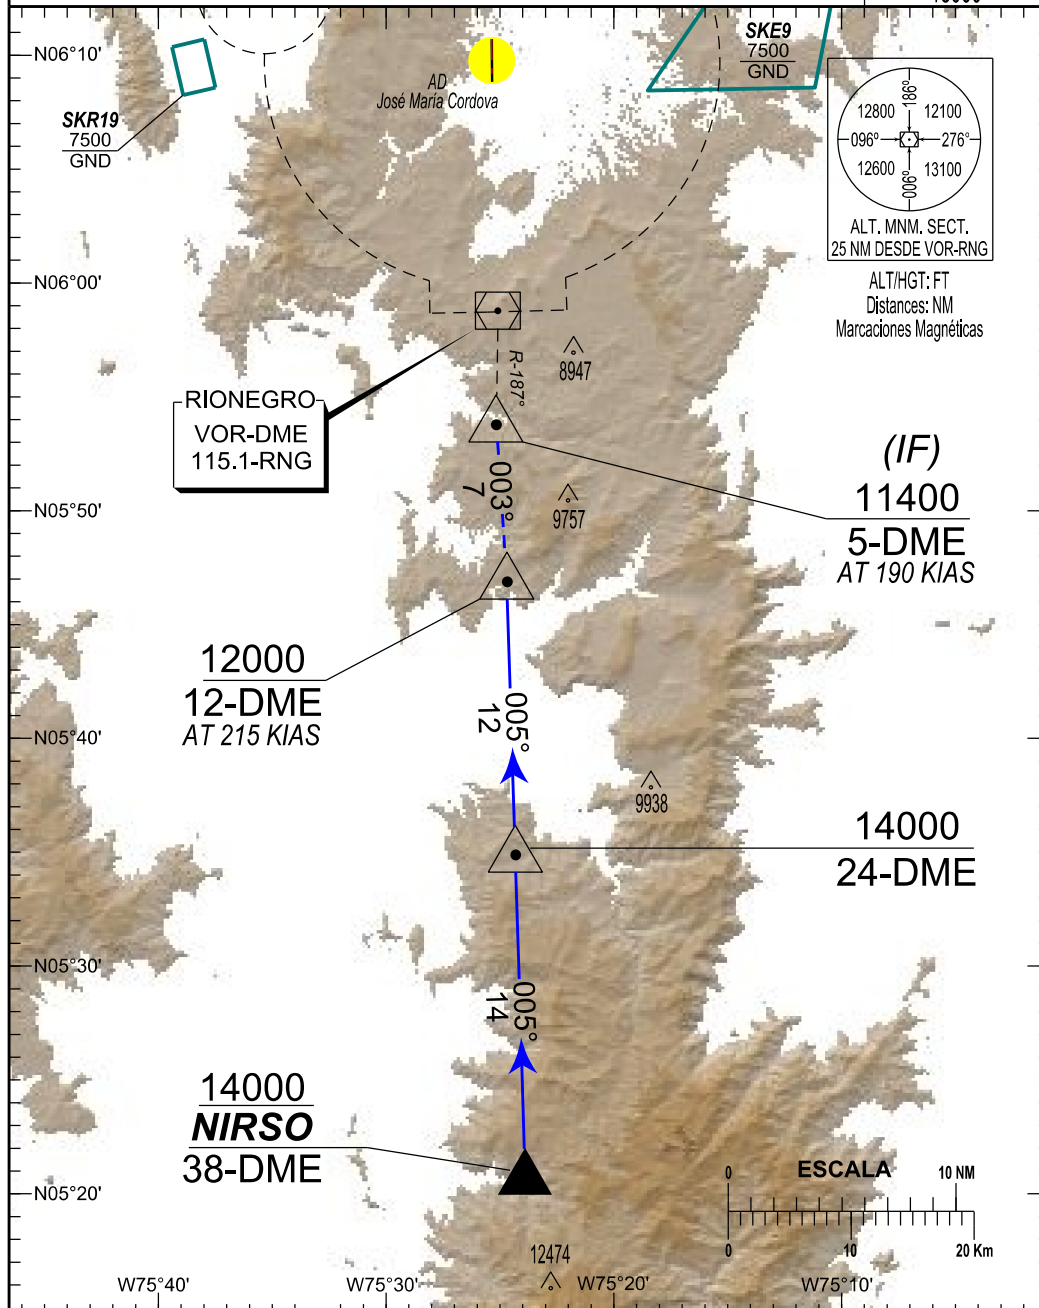 N06°10'
SKR19
7500
GND
AD
José María Cordova
SKE9
7500
GND
186°
12800
12100
096º
276°
12600
13100
006º
ALT. MNM. SECT.
25 NM DESDE VOR-RNG
ALT/HGT: FT
Distances: NM
Marcaciones Magnéticas
N06°00'
R-187°
8947
RIONEGRO
VOR-DME
115.1-RNG
(IF)
11400
5-DME
AT 190 KIAS
003°
7
N05°50'
9757
12000
12-DME
AT 215 KIAS
005°
12
N05°40'
9938
14000
24-DME
N05°30'
005°
14
14000
NIRSO
38-DME
N05°20'
0
ESCALA
10 NM
0
10
20 Km
12474
W75°40'
W75°30'
W75°20'
W75°10'